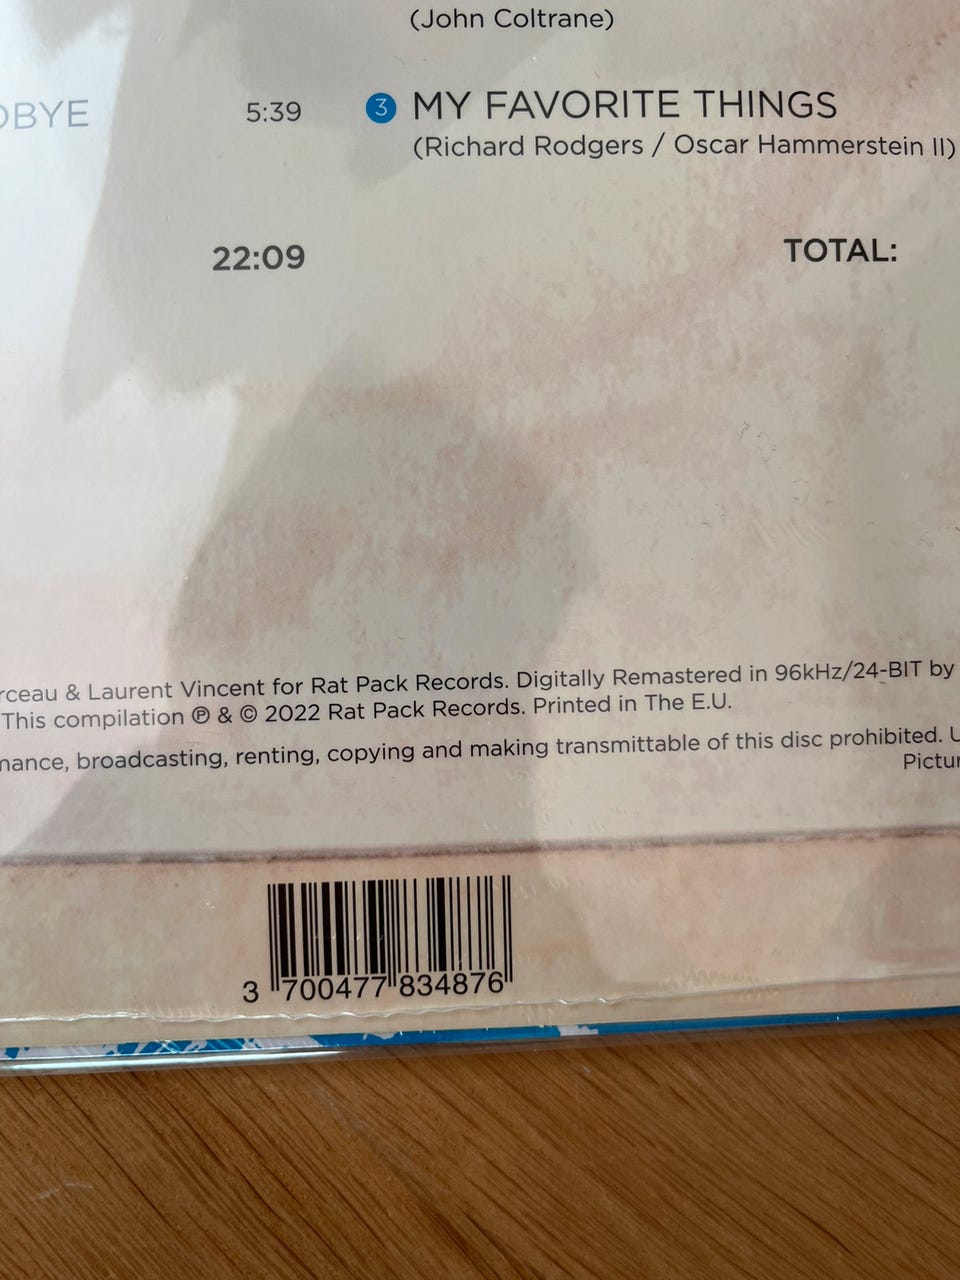 (John Coltrane)
DBYE 5:39
3 MY FAVORITE THINGS
(Richard Rodgers / Oscar Hammerstein II)
22:09
TOTAL:
rceau & Laurent Vincent for Rat Pack Records. Digitally Remastered in 96kHz/24-BIT by
This compilation ℗ & © 2022 Rat Pack Records. Printed in The E.U.
mance, broadcasting, renting, copying and making transmittable of this disc prohibited. U
Pictur
3 700477 834876